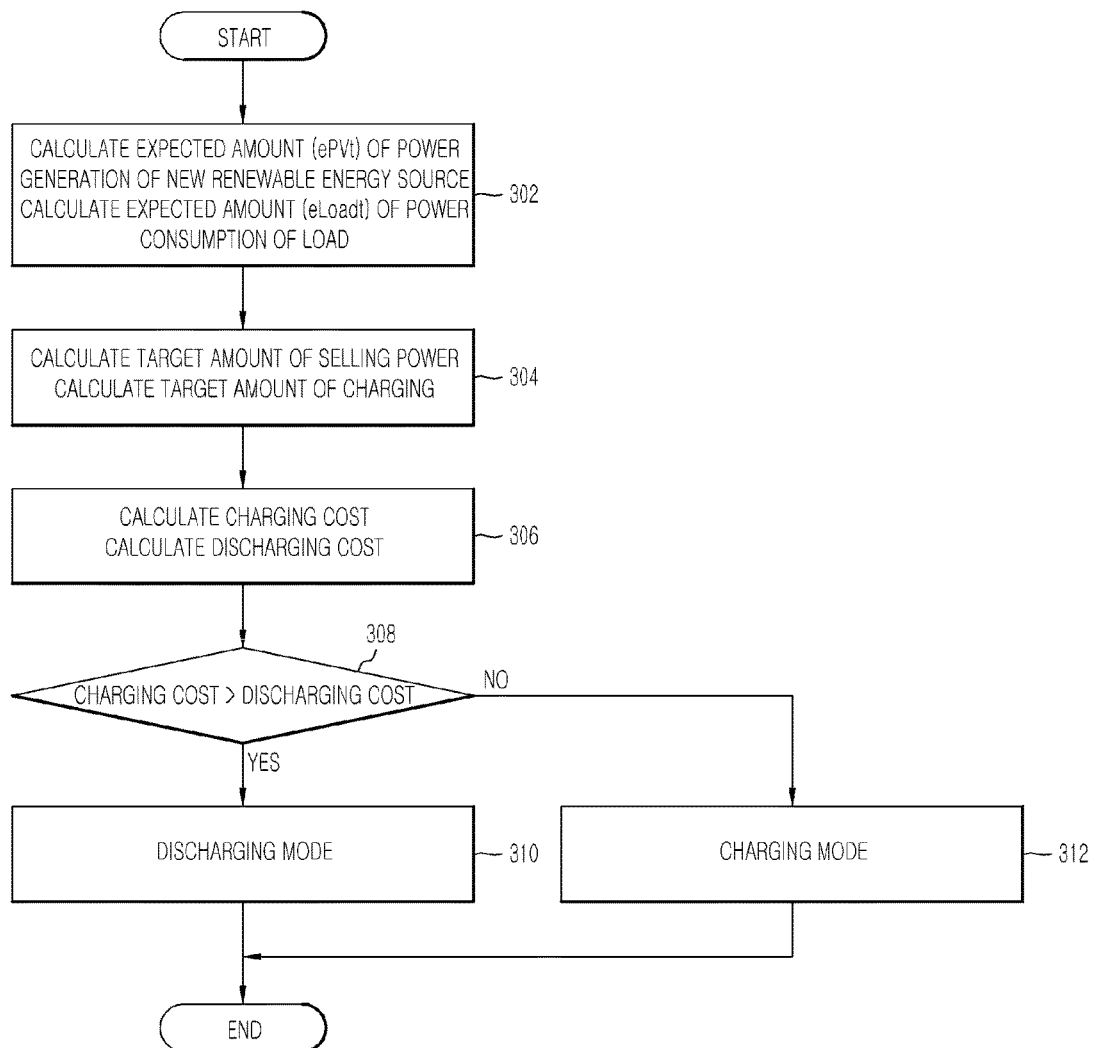 START
CALCULATE EXPECTED AMOUNT (ePVt) OF POWER
GENERATION OF NEW RENEWABLE ENERGY SOURCE
CALCULATE EXPECTED AMOUNT (eLoadt) OF POWER
CONSUMPTION OF LOAD
302
CALCULATE TARGET AMOUNT OF SELLING POWER
CALCULATE TARGET AMOUNT OF CHARGING
304
CALCULATE CHARGING COST
CALCULATE DISCHARGING COST
306
308
CHARGING COST > DISCHARGING COST
NO
YES
DISCHARGING MODE
310
CHARGING MODE
312
END